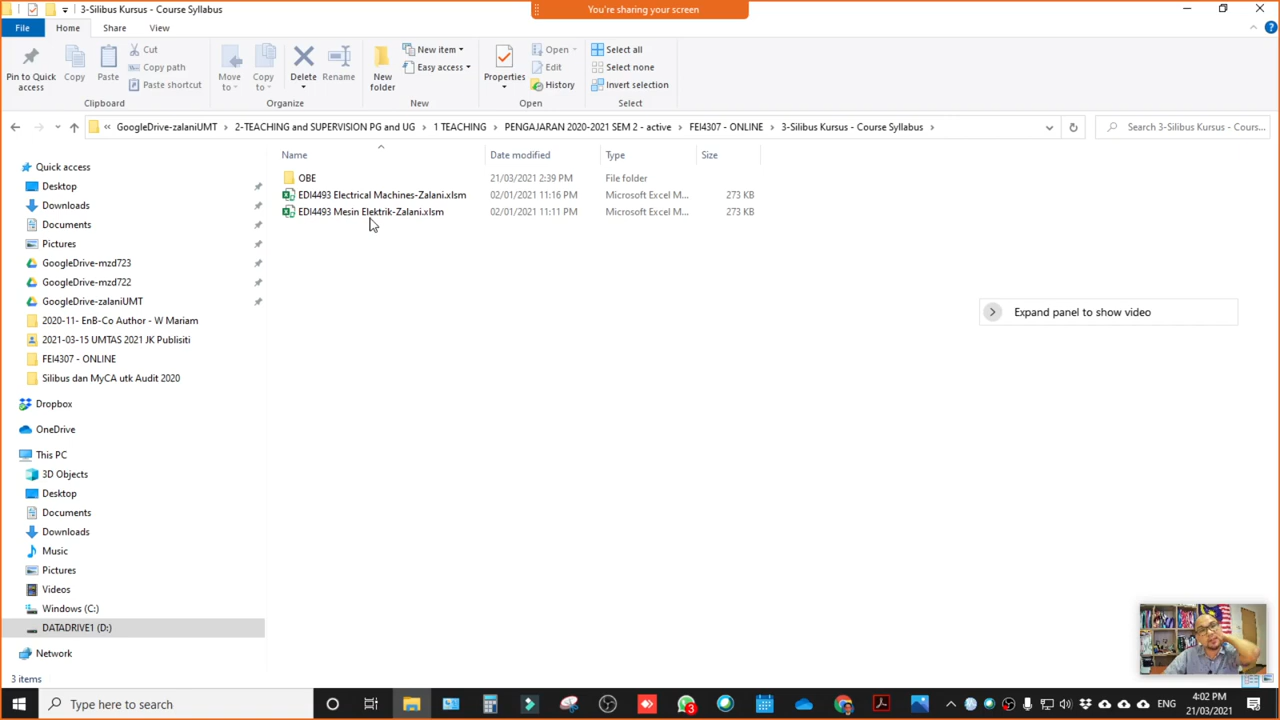 3-Silibus Kursus - Course Syllabus
You're sharing your screen
File
Home
Share
View
Pin to Quick access
Copy
Paste
Cut
Copy path
Paste shortcut
Clipboard
Move to
Copy to
Delete
Rename
Organize
New folder
New item
Easy access
New
Properties
Open
Edit
History
Open
Select all
Select none
Invert selection
Select
« GoogleDrive-zalaniUMT > 2-TEACHING and SUPERVISION PG and UG > 1 TEACHING > PENGAJARAN 2020-2021 SEM 2 - active > FEI4307 - ONLINE > 3-Silibus Kursus - Course Syllabus >
Search 3-Silibus Kursus - Cours...
Name Date modified Type Size
OBE 21/03/2021 2:39 PM File folder
EDI4493 Electrical Machines-Zalani.xlsm 02/01/2021 11:16 PM Microsoft Excel M... 273 KB
EDI4493 Mesin Elektrik-Zalani.xlsm 02/01/2021 11:11 PM Microsoft Excel M... 273 KB
Quick access
Desktop
Downloads
Documents
Pictures
GoogleDrive-mzd723
GoogleDrive-mzd722
GoogleDrive-zalaniUMT
2020-11- EnB-Co Author - W Mariam
2021-03-15 UMTAS 2021 JK Publisiti
FEI4307 - ONLINE
Silibus dan MyCA utk Audit 2020
Dropbox
OneDrive
This PC
3D Objects
Desktop
Documents
Downloads
Music
Pictures
Videos
Windows (C:)
DATADRIVE1 (D:)
Network
Expand panel to show video
3 items
Type here to search
3
ENG
4:02 PM
21/03/2021